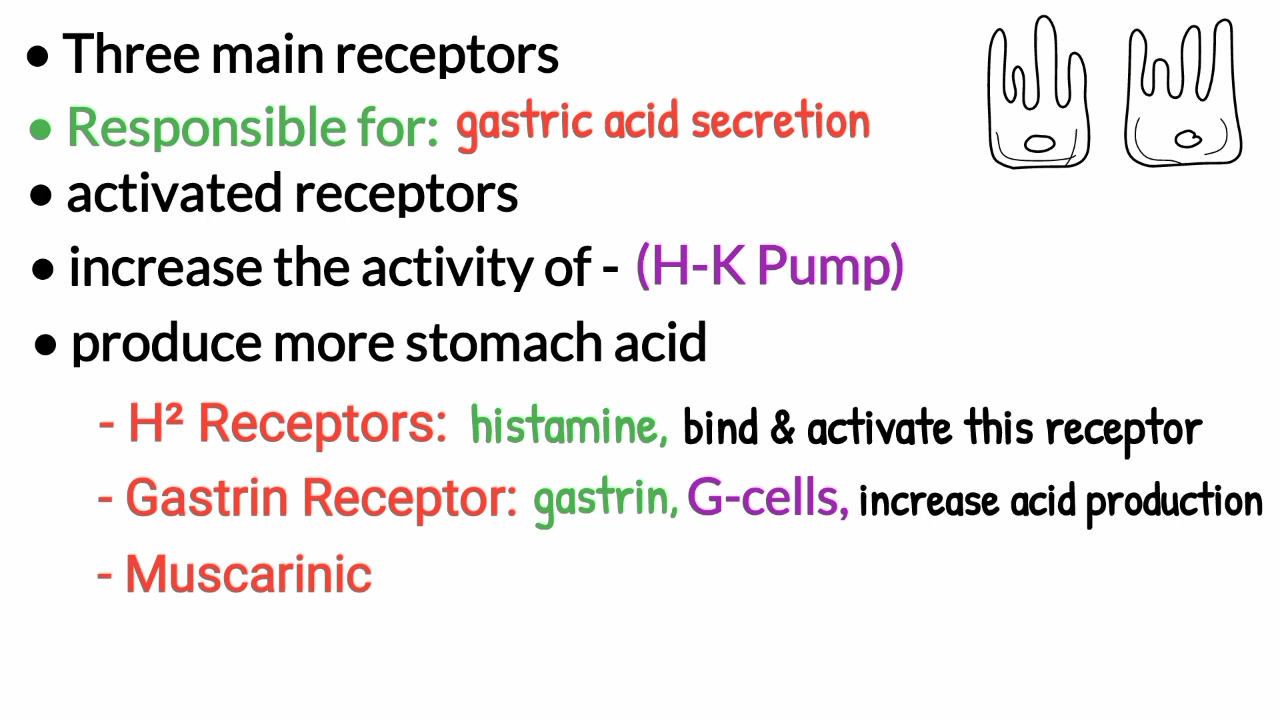 • Three main receptors
• Responsible for: gastric acid secretion
• activated receptors
• increase the activity of - (H-K Pump)
• produce more stomach acid
- H² Receptors: histamine, bind & activate this receptor
- Gastrin Receptor: gastrin, G-cells, increase acid production
- Muscarinic